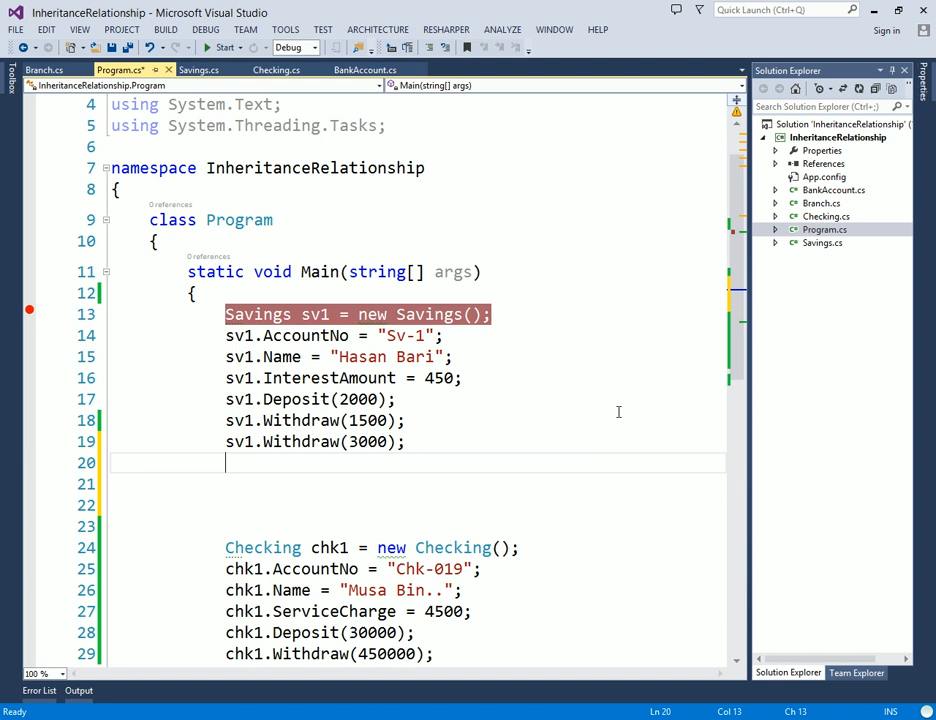 InheritanceRelationship - Microsoft Visual Studio
Quick Launch (Ctrl+Q)
FILE EDIT VIEW PROJECT BUILD DEBUG TEAM TOOLS TEST ARCHITECTURE RESHARPER ANALYZE WINDOW HELP
Sign in
Start Debug
Toolbox
Branch.cs Program.cs* Savings.cs Checking.cs BankAccount.cs
InheritanceRelationship.Program Main(string[] args)
4 using System.Text;
5 using System.Threading.Tasks;
6
7 namespace InheritanceRelationship
8 {
0 references
9 class Program
10 {
0 references
11 static void Main(string[] args)
12 {
13 Savings sv1 = new Savings();
14 sv1.AccountNo = "Sv-1";
15 sv1.Name = "Hasan Bari";
16 sv1.InterestAmount = 450;
17 sv1.Deposit(2000);
18 sv1.Withdraw(1500);
19 sv1.Withdraw(3000);
20
21
22
23
24 Checking chk1 = new Checking();
25 chk1.AccountNo = "Chk-019";
26 chk1.Name = "Musa Bin..";
27 chk1.ServiceCharge = 4500;
28 chk1.Deposit(30000);
29 chk1.Withdraw(450000);
100 %
Solution Explorer
Search Solution Explorer (Ctrl+;)
Solution 'InheritanceRelationship' (
InheritanceRelationship
Properties
References
App.config
BankAccount.cs
Branch.cs
Checking.cs
Program.cs
Savings.cs
Solution Explorer Team Explorer
Properties
Error List Output
Ready Ln 20 Col 13 Ch 13 INS